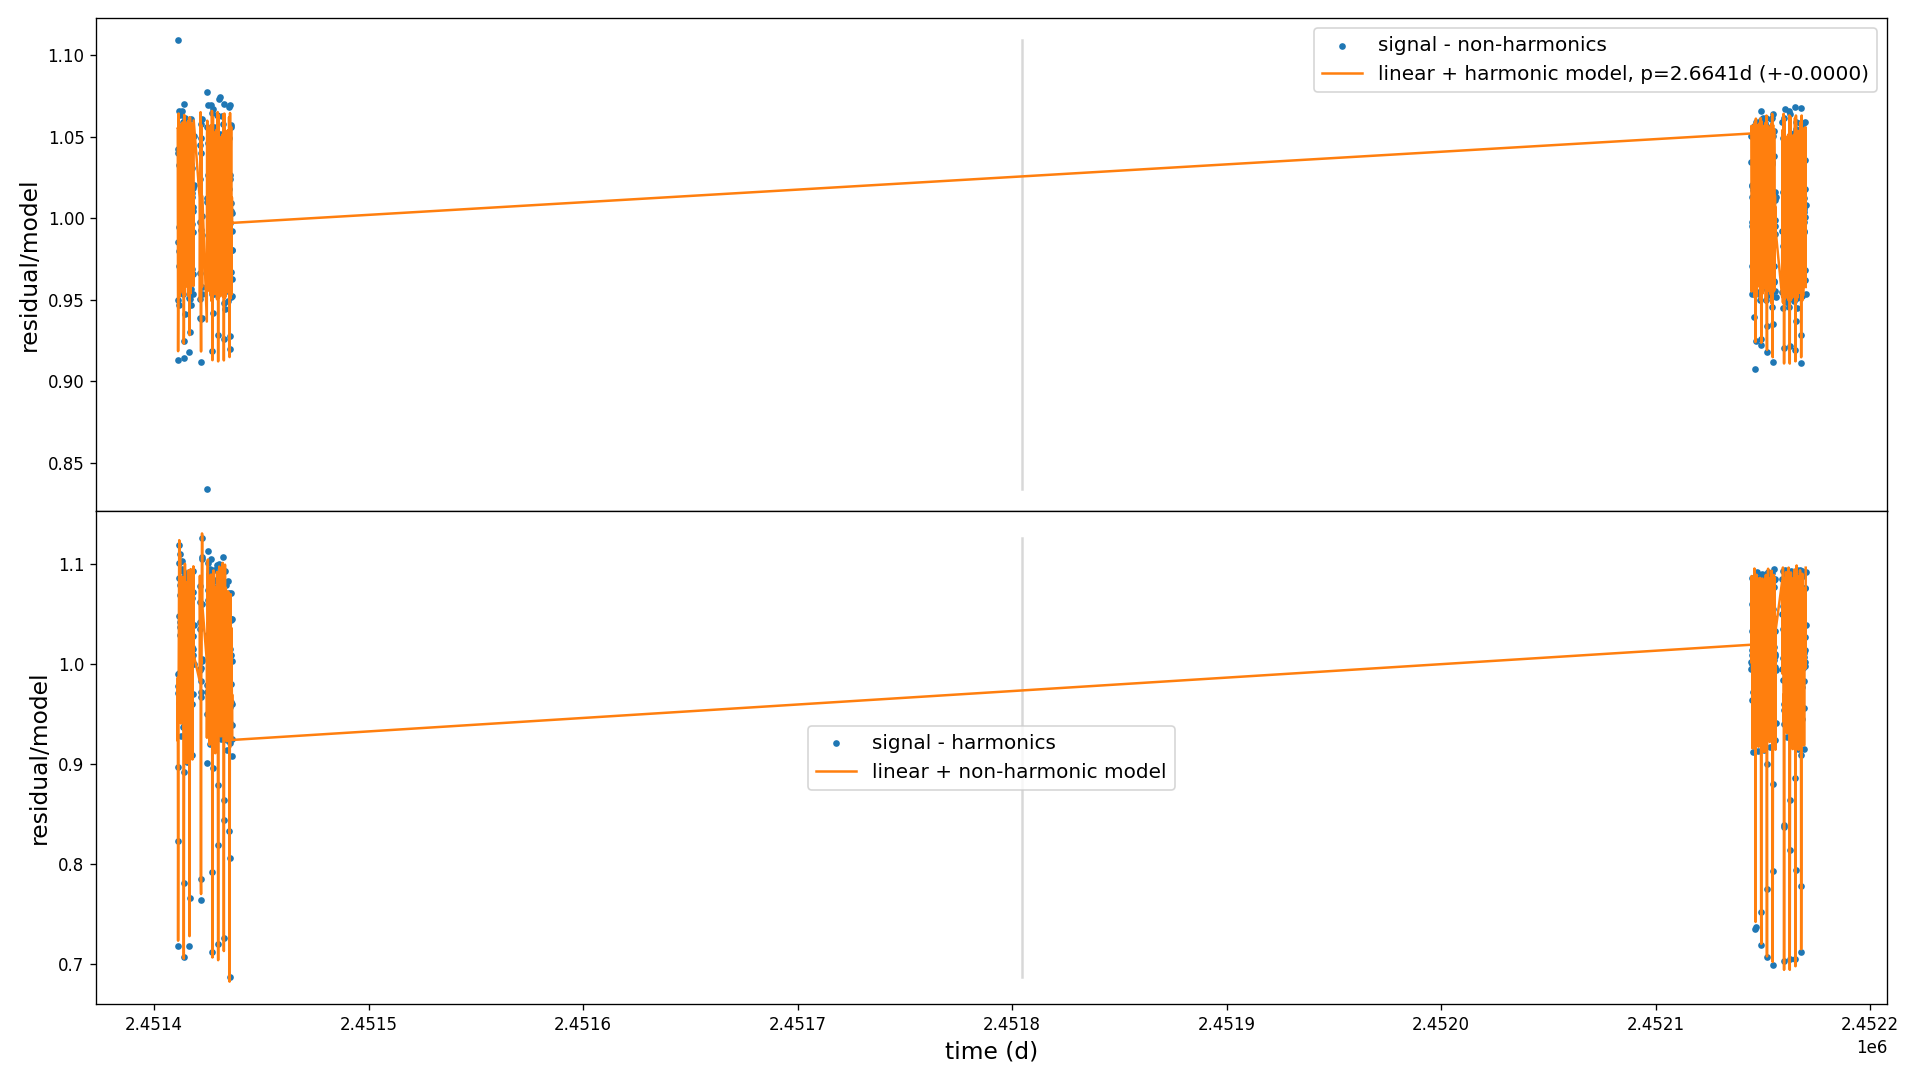 signal - non-harmonics
linear + harmonic model, p=2.6641d (+-0.0000)
1.10
1.05
1.00
0.95
0.90
0.85
residual/model
1.1
1.0
0.9
0.8
0.7
residual/model
signal - harmonics
linear + non-harmonic model
2.4514 2.4515 2.4516 2.4517 2.4518 2.4519 2.4520 2.4521 2.4522
1e6
time (d)